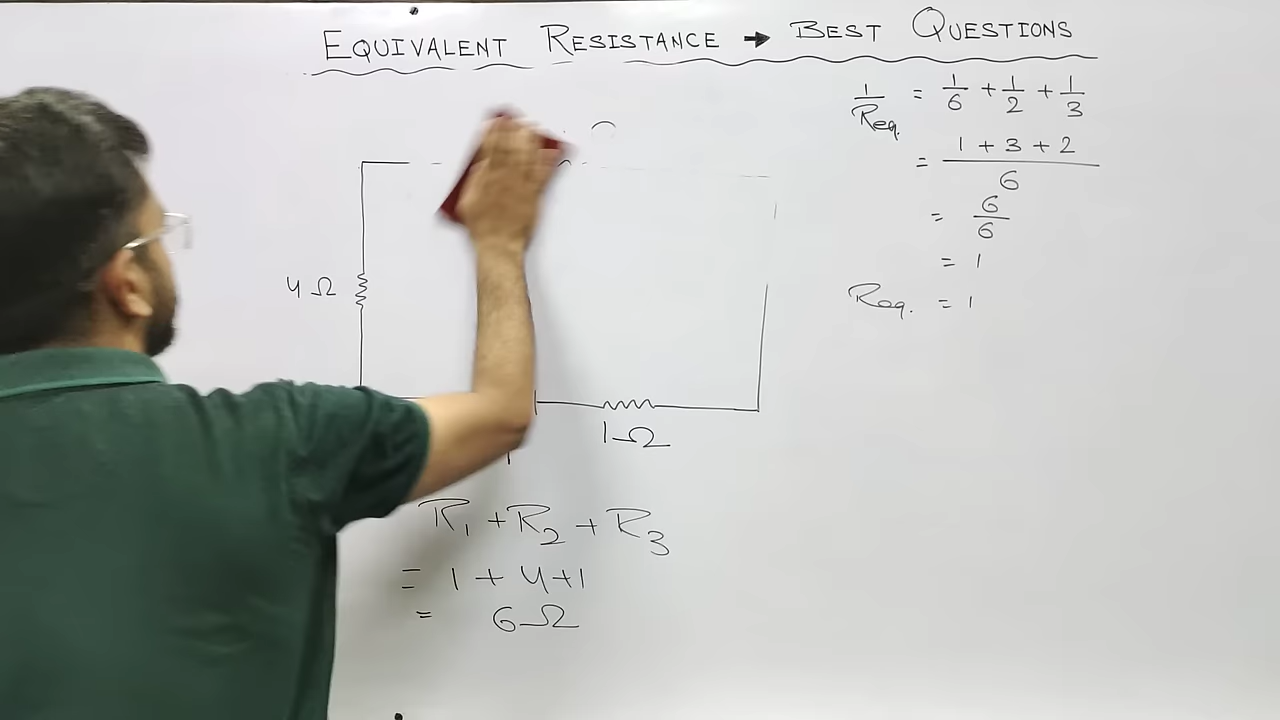 EQUIVALENT RESISTANCE → BEST QUESTIONS
1/Req. = 1/6 + 1/2 + 1/3
= 1 + 3 + 2 / 6
= 6/6
= 1
Req. = 1
4Ω
1Ω
R₁ + R₂ + R₃
= 1 + 4 + 1
= 6Ω